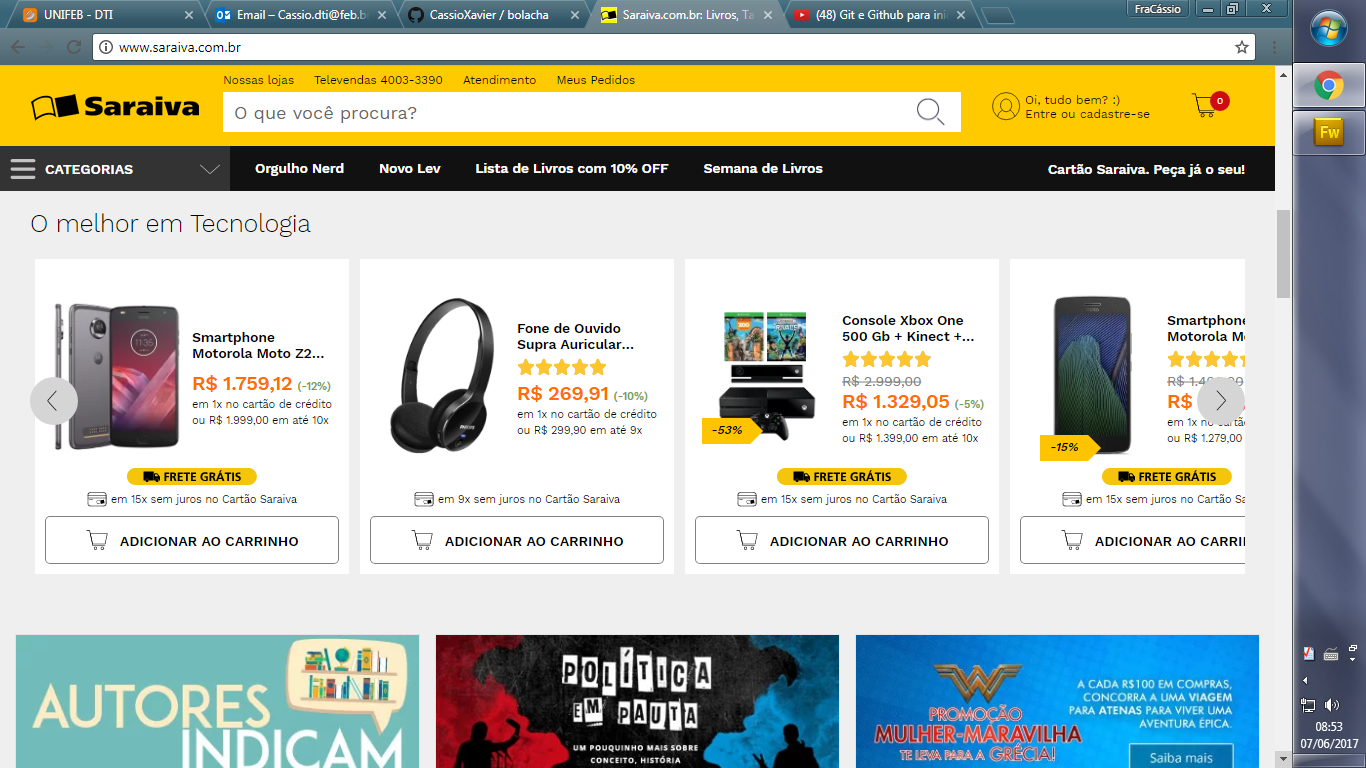 UNIFEB - DTI
Email – Cassio.dti@feb.br
CassioXavier / bolacha
Saraiva.com.br: Livros, Ta
(48) Git e Github para ini
FraCássio
www.saraiva.com.br
Nossas lojas Televendas 4003-3390 Atendimento Meus Pedidos
Saraiva
O que você procura?
Oi, tudo bem? :)
Entre ou cadastre-se
0
CATEGORIAS
Orgulho Nerd
Novo Lev
Lista de Livros com 10% OFF
Semana de Livros
Cartão Saraiva. Peça já o seu!
O melhor em Tecnologia
11:35
Smartphone
Motorola Moto Z2...
R$ 1.759,12 (-12%)
em 1x no cartão de crédito
ou R$ 1.999,00 em até 10x
FRETE GRÁTIS
em 15x sem juros no Cartão Saraiva
ADICIONAR AO CARRINHO
PHILIPS
Fone de Ouvido
Supra Auricular...
R$ 269,91 (-10%)
em 1x no cartão de crédito
ou R$ 299,90 em até 9x
em 9x sem juros no Cartão Saraiva
ADICIONAR AO CARRINHO
RIVALS
-53%
Console Xbox One
500 Gb + Kinect +...
R$ 2.999,00
R$ 1.329,05 (-5%)
em 1x no cartão de crédito
ou R$ 1.399,00 em até 10x
FRETE GRÁTIS
em 15x sem juros no Cartão Saraiva
ADICIONAR AO CARRINHO
-15%
Smartphone
Motorola M
R$
em 1x no
ou R$ 1.279,00
FRETE GRÁTIS
em 15x sem juros no Cartão Sa
ADICIONAR AO CARRI
AUTORES
INDICAM
POLÍTICA
EM PAUTA
UM POUQUINHO MAIS SOBRE
CONCEITO, HISTÓRIA
PROMOÇÃO
MULHER-MARAVILHA
TE LEVA PARA A GRÉCIA!
A CADA R$100 EM COMPRAS,
CONCORRA A UMA VIAGEM
PARA ATENAS PARA VIVER UMA
AVENTURA ÉPICA.
Saiba mais
Fw
08:53
07/06/2017